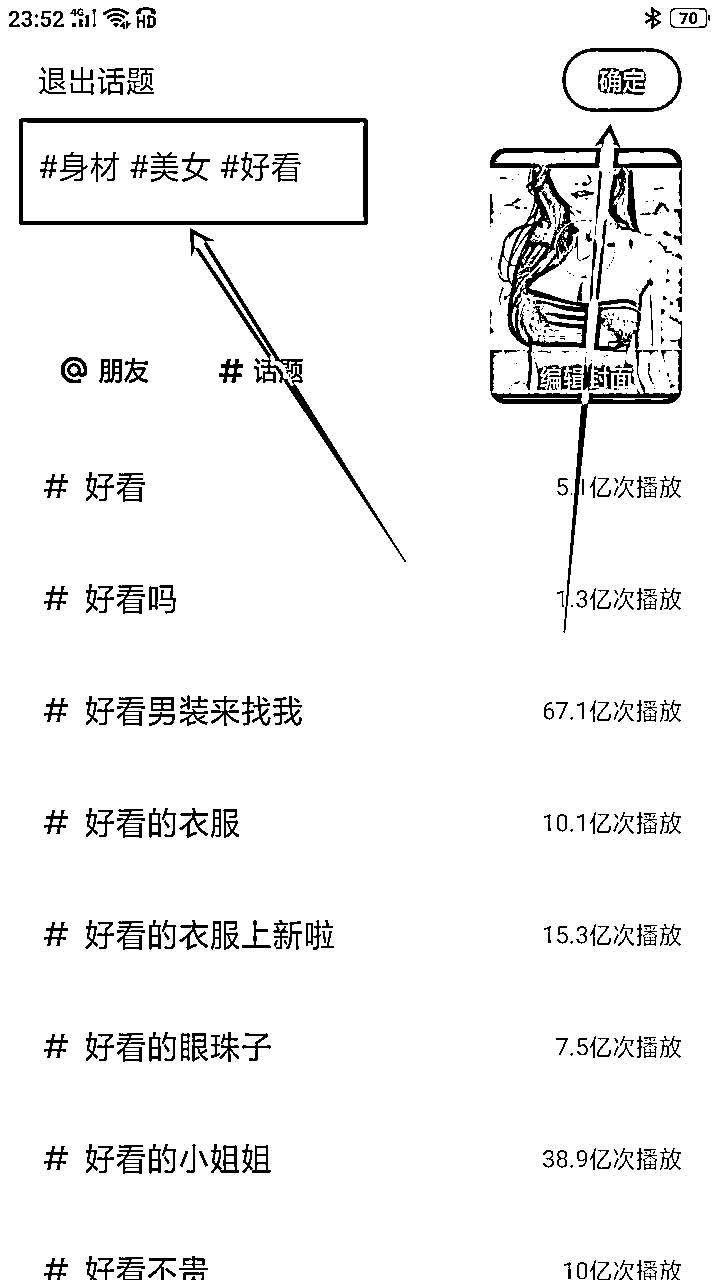 23:52 4G HD 70
退出话题
确定
#身材 #美女 #好看
@ 朋友 # 话题
编辑封面
# 好看 5.1亿次播放
# 好看吗 1.3亿次播放
# 好看男装来找我 67.1亿次播放
# 好看的衣服 10.1亿次播放
# 好看的衣服上新啦 15.3亿次播放
# 好看的眼珠子 7.5亿次播放
# 好看的小姐姐 38.9亿次播放
# 好看不贵 10亿次播放